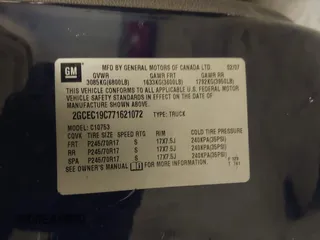 GM
MFD BY GENERAL MOTORS OF CANADA LTD 02/07
GVWR GAWR FRT GAWR RR
3085KG(6800LB) 1633KG(3600LB) 1792KG(3950LB)
THIS VEHICLE CONFORMS TO ALL APPLICABLE U.S. FEDERAL
MOTOR VEHICLE SAFETY STANDARDS IN EFFECT ON THE DATE OF
MANUFACTURE SHOWN ABOVE.
2GCEC19C771621072 TYPE: TRUCK
MODEL: C10753
TIRE SIZE SPEED RTG RIM COLD TIRE PRESSURE
FRT P245/70R17 S 17X7.5J 240KPA(35PSI)
RR P245/70R17 S 17X7.5J 240KPA(35PSI)
SPA P245/70R17 S 17X7.5J 240KPA(35PSI)
SEE OWNER'S MANUAL